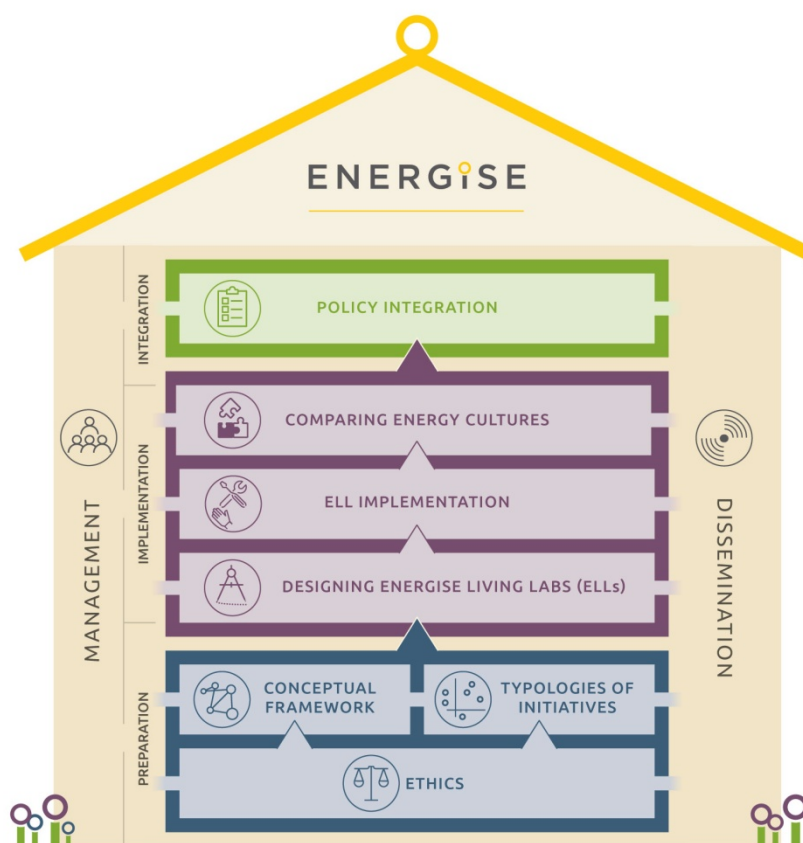 ENERGISE
INTEGRATION
POLICY INTEGRATION
IMPLEMENTATION
COMPARING ENERGY CULTURES
ELL IMPLEMENTATION
DESIGNING ENERGISE LIVING LABS (ELLs)
MANAGEMENT
DISSEMINATION
PREPARATION
CONCEPTUAL
FRAMEWORK
TYPOLOGIES OF
INITIATIVES
ETHICS